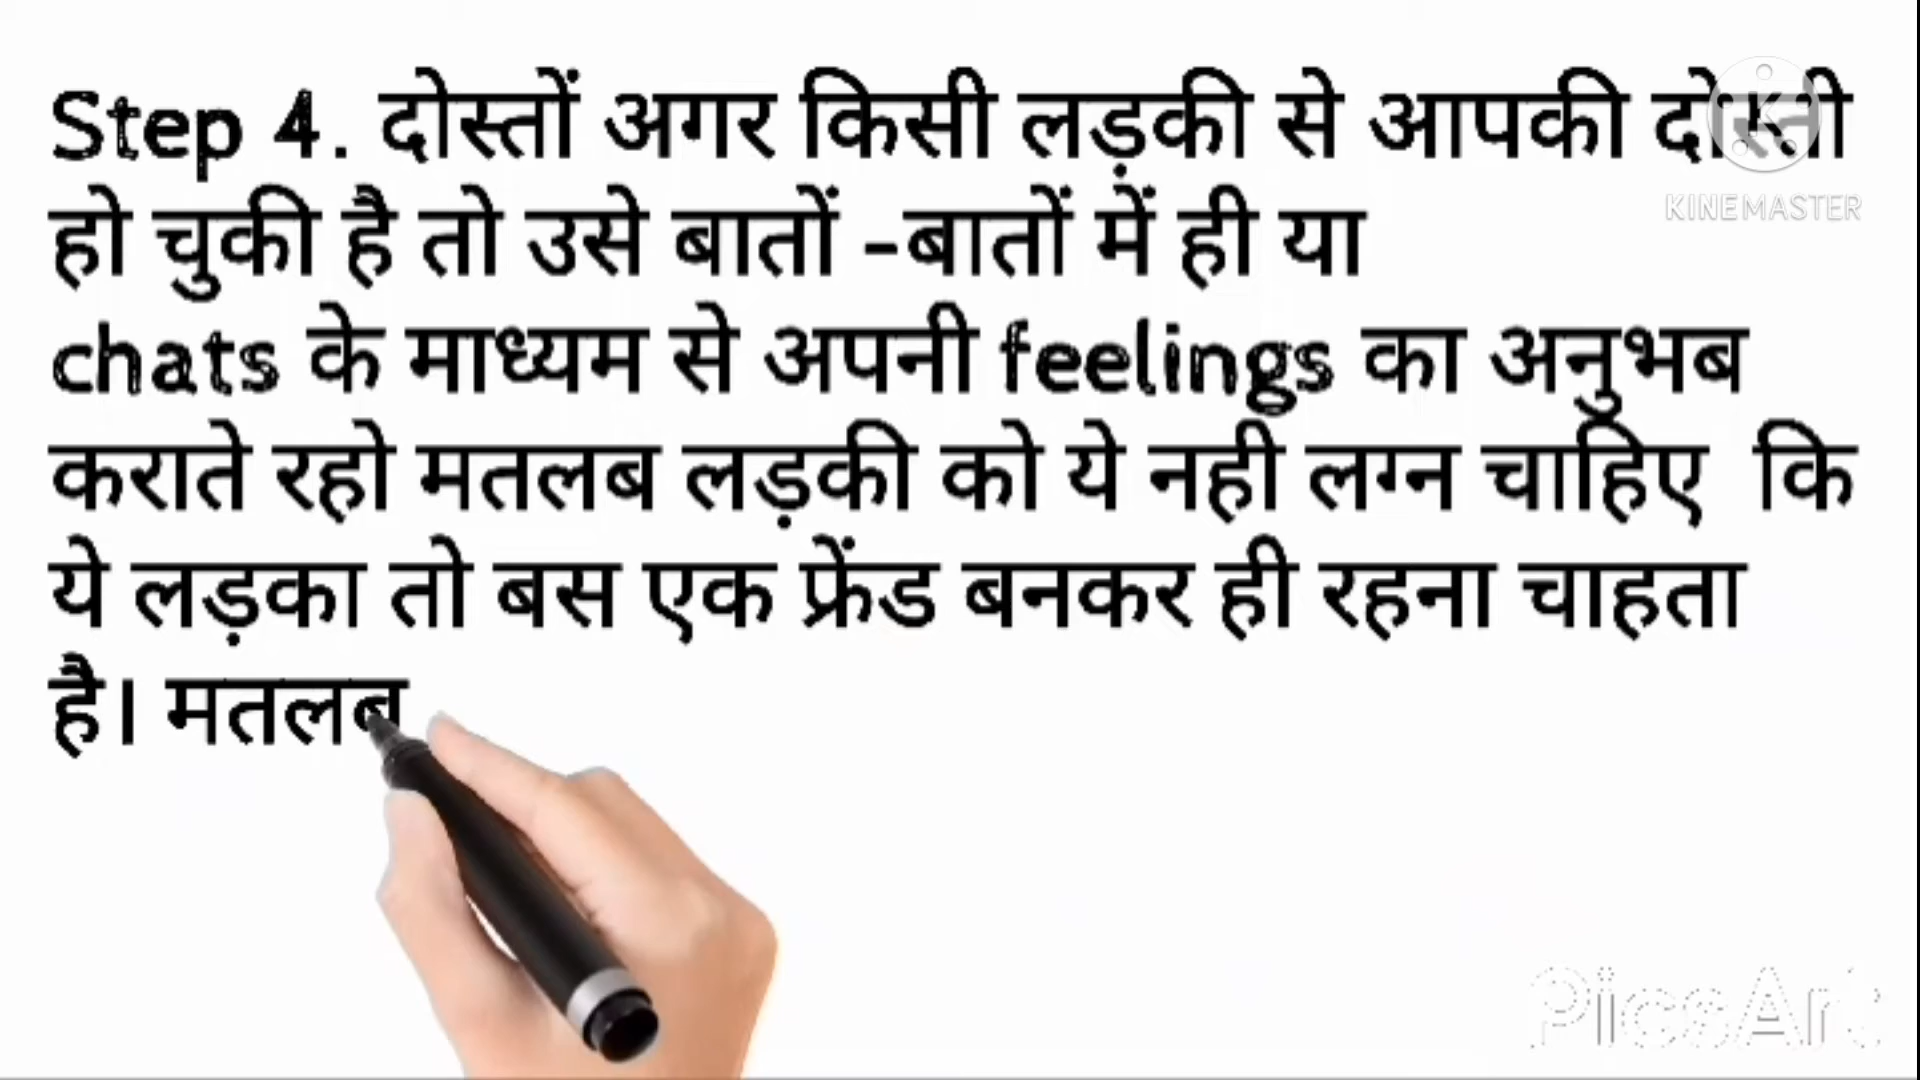 Step 4. दोस्तों अगर किसी लड़की से आपकी दोस्ती
हो चुकी है तो उसे बातों -बातों में ही या
chats के माध्यम से अपनी feelings का अनुभब
कराते रहो मतलब लड़की को ये नही लग्न चाहिए कि
ये लड़का तो बस एक फ्रेंड बनकर ही रहना चाहता
है। मतलब
K
KINEMASTER
PicsArt